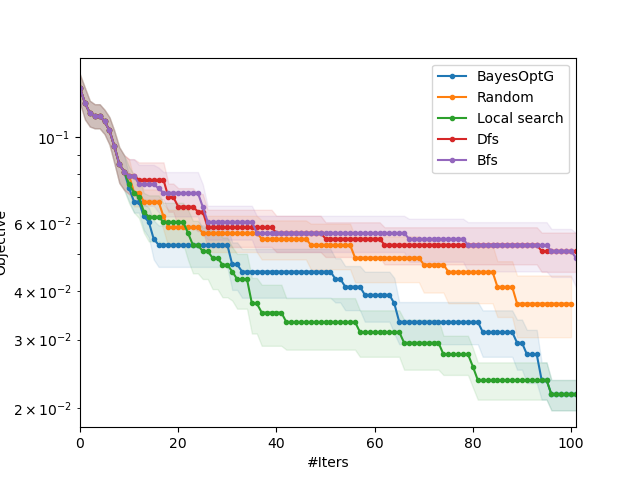 BayesOptG
Random
Local search
Dfs
Bfs
10⁻¹
6 × 10⁻²
4 × 10⁻²
3 × 10⁻²
2 × 10⁻²
Objective
0 20 40 60 80 100
#Iters